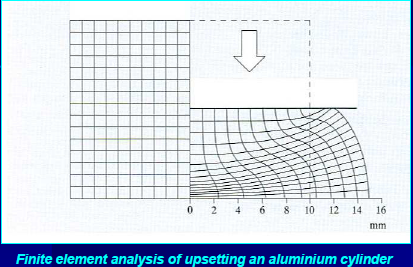 0 2 4 6 8 10 12 14 16
mm
Finite element analysis of upsetting an aluminium cylinder